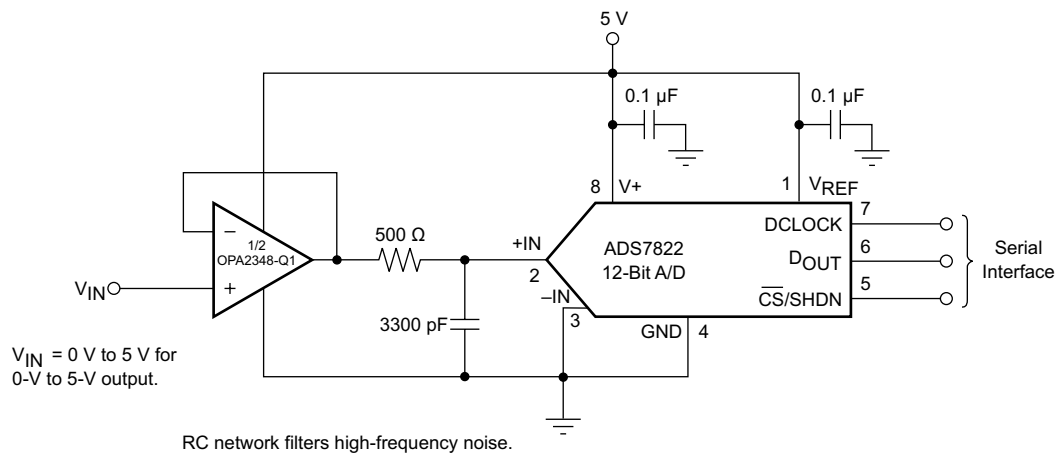 5 V
0.1 µF
0.1 µF
8
V+
1
VREF
7
DCLOCK
6
DOUT
5
CS/SHDN
Serial
Interface
1/2
OPA2348-Q1
−
+
500 Ω
+IN
2
ADS7822
12-Bit A/D
–IN
3
GND
4
3300 pF
VIN
VIN = 0 V to 5 V for
0-V to 5-V output.
RC network filters high-frequency noise.